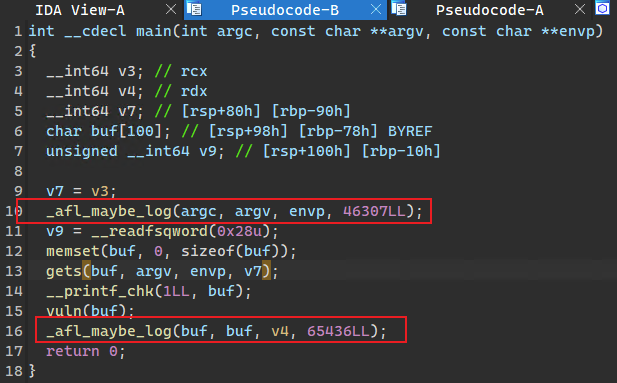 IDA View-A Pseudocode-B Pseudocode-A
1 int __cdecl main(int argc, const char **argv, const char **envp)
2 {
3   __int64 v3; // rcx
4   __int64 v4; // rdx
5   __int64 v7; // [rsp+80h] [rbp-90h]
6   char buf[100]; // [rsp+98h] [rbp-78h] BYREF
7   unsigned __int64 v9; // [rsp+100h] [rbp-10h]
8
9   v7 = v3;
10   _afl_maybe_log(argc, argv, envp, 46307LL);
11   v9 = __readfsqword(0x28u);
12   memset(buf, 0, sizeof(buf));
13   gets(buf, argv, envp, v7);
14   __printf_chk(1LL, buf);
15   vuln(buf);
16   _afl_maybe_log(buf, buf, v4, 65436LL);
17   return 0;
18 }